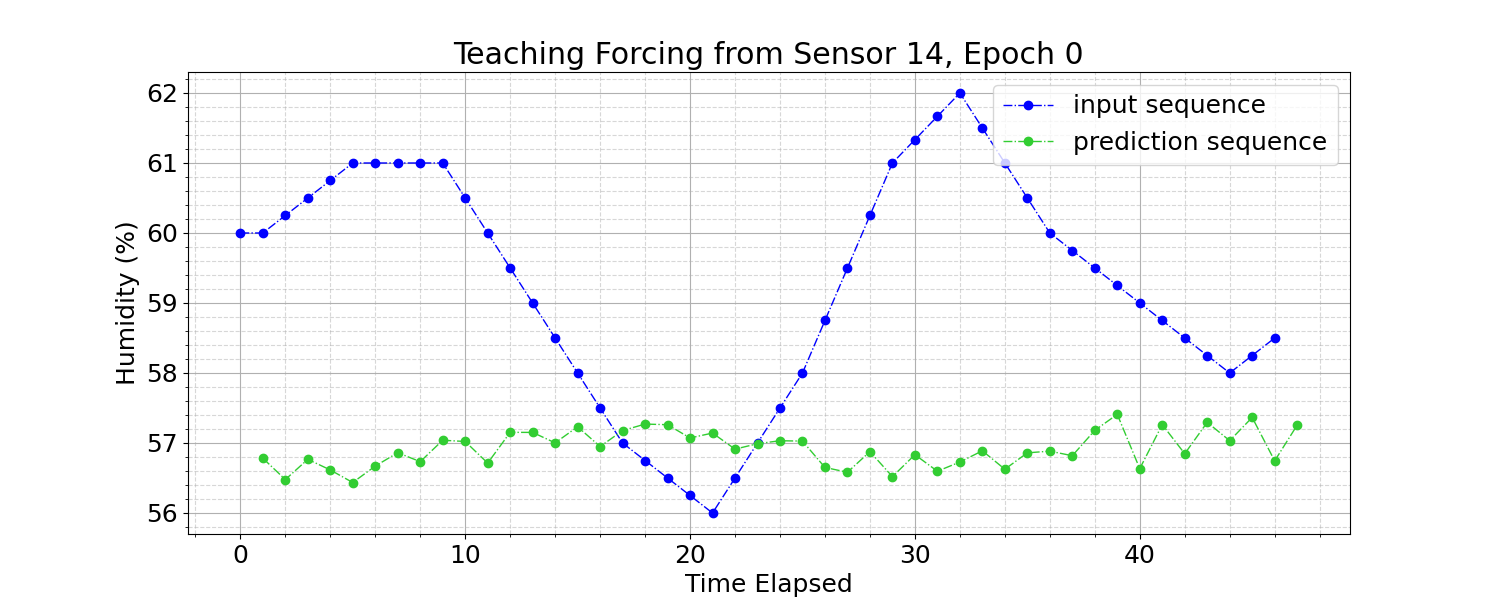 Teaching Forcing from Sensor 14, Epoch 0
62
61
60
59
58
57
56
Humidity (%)
input sequence
prediction sequence
0 10 20 30 40
Time Elapsed